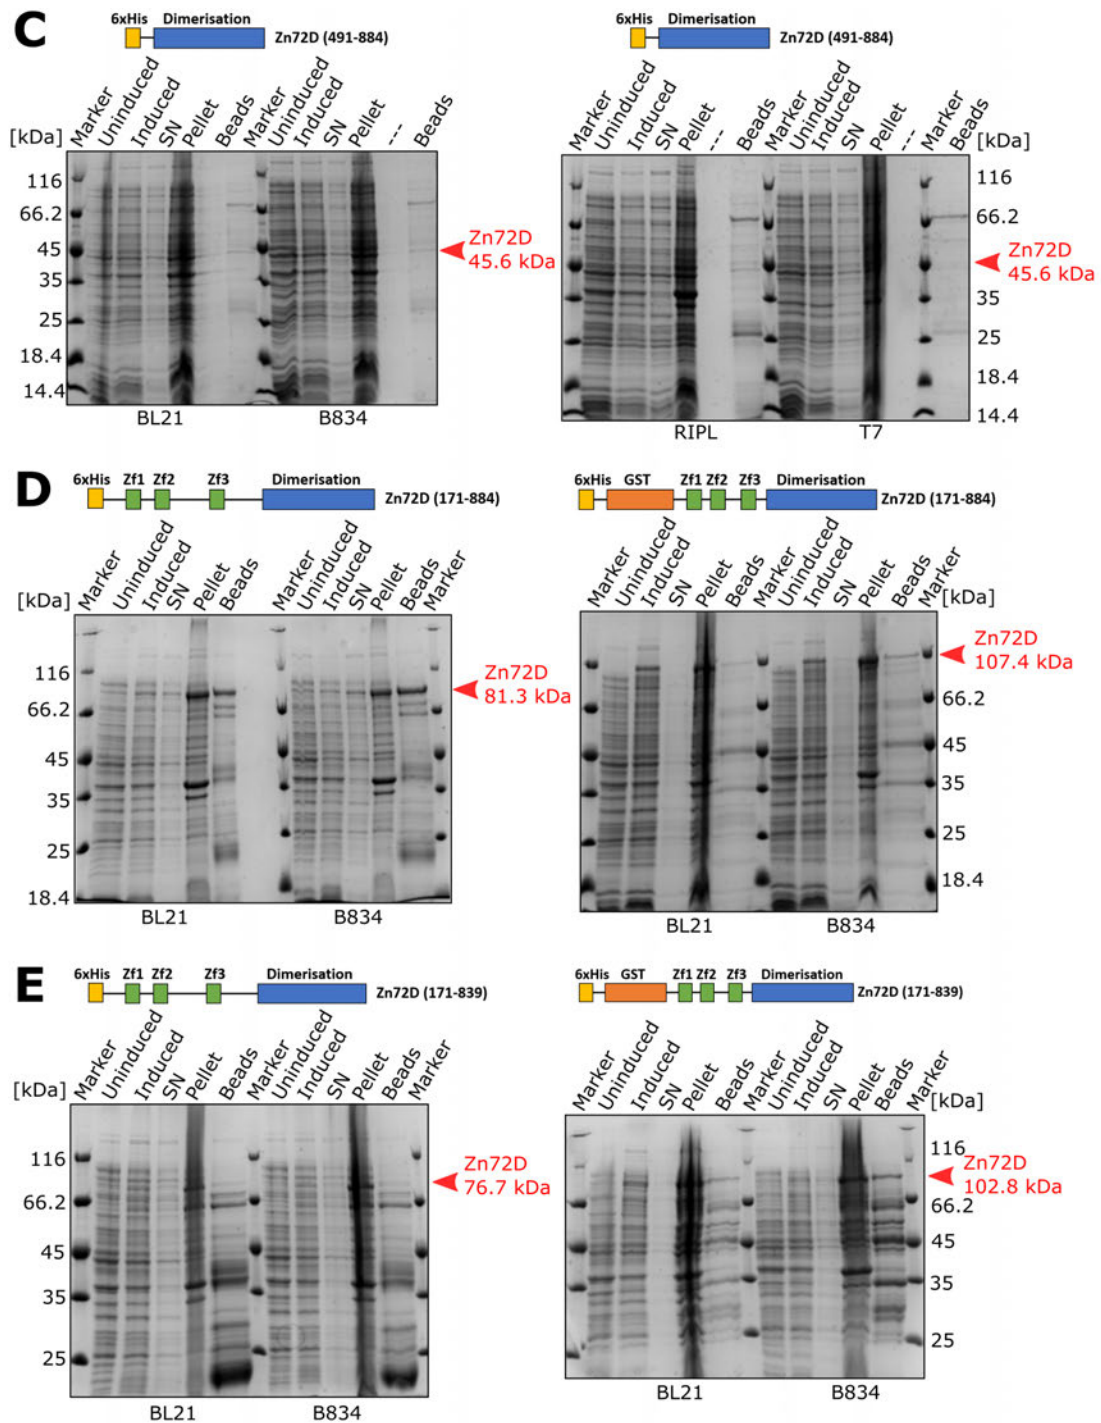 C
6xHis Dimerisation
Zn72D (491-884)
Marker Uninduced Induced SN Pellet Beads Marker Uninduced Induced SN Pellet --- Beads
[kDa]
116
66.2
45
35
25
18.4
14.4
Zn72D
45.6 kDa
BL21 B834
6xHis Dimerisation
Zn72D (491-884)
Marker Uninduced Induced SN Pellet --- Beads Marker Uninduced Induced SN Pellet --- Marker Beads
[kDa]
116
66.2
Zn72D
45.6 kDa
35
25
18.4
14.4
RIPL T7
D
6xHis Zf1 Zf2 Zf3 Dimerisation
Zn72D (171-884)
Marker Uninduced Induced SN Pellet Beads Marker Uninduced Induced SN Pellet Beads Marker
[kDa]
116
66.2
45
35
25
18.4
Zn72D
81.3 kDa
BL21 B834
6xHis GST Zf1 Zf2 Zf3 Dimerisation
Zn72D (171-884)
Marker Uninduced Induced SN Pellet Beads Marker Uninduced Induced SN Pellet Beads Marker
[kDa]
Zn72D
107.4 kDa
66.2
45
35
25
18.4
BL21 B834
E
6xHis Zf1 Zf2 Zf3 Dimerisation
Zn72D (171-839)
Marker Uninduced Induced SN Pellet Beads Marker Uninduced Induced SN Pellet Beads Marker
[kDa]
116
66.2
45
35
25
Zn72D
76.7 kDa
BL21 B834
6xHis GST Zf1 Zf2 Zf3 Dimerisation
Zn72D (171-839)
Marker Uninduced Induced SN Pellet Beads Marker Uninduced Induced SN Pellet Beads Marker
[kDa]
116
Zn72D
102.8 kDa
66.2
45
35
25
BL21 B834